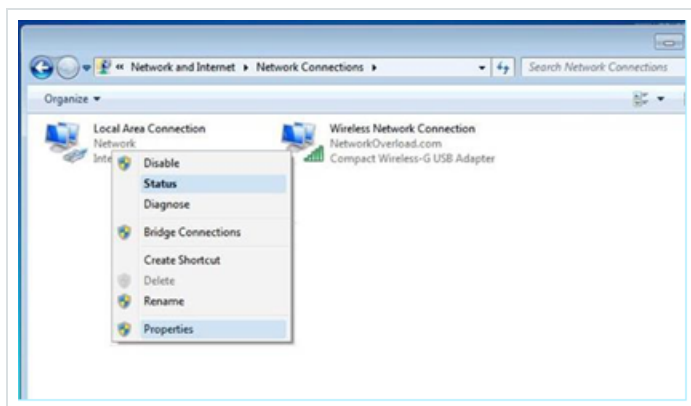 « Network and Internet ▸ Network Connections ▸
Search Network Connections
Organize
Local Area Connection
Network
Inte
Wireless Network Connection
NetworkOverload.com
Compact Wireless-G USB Adapter
Disable
Status
Diagnose
Bridge Connections
Create Shortcut
Delete
Rename
Properties